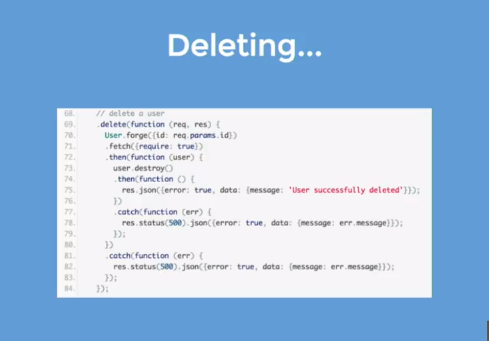 Deleting...
68. // delete a user
69. .delete(function (req, res) {
70. User.forge({id: req.params.id})
71. .fetch({require: true})
72. .then(function (user) {
73. user.destroy()
74. .then(function () {
75. res.json({error: true, data: {message: 'User successfully deleted'}});
76. })
77. .catch(function (err) {
78. res.status(500).json({error: true, data: {message: err.message}});
79. });
80. })
81. .catch(function (err) {
82. res.status(500).json({error: true, data: {message: err.message}});
83. });
84. });